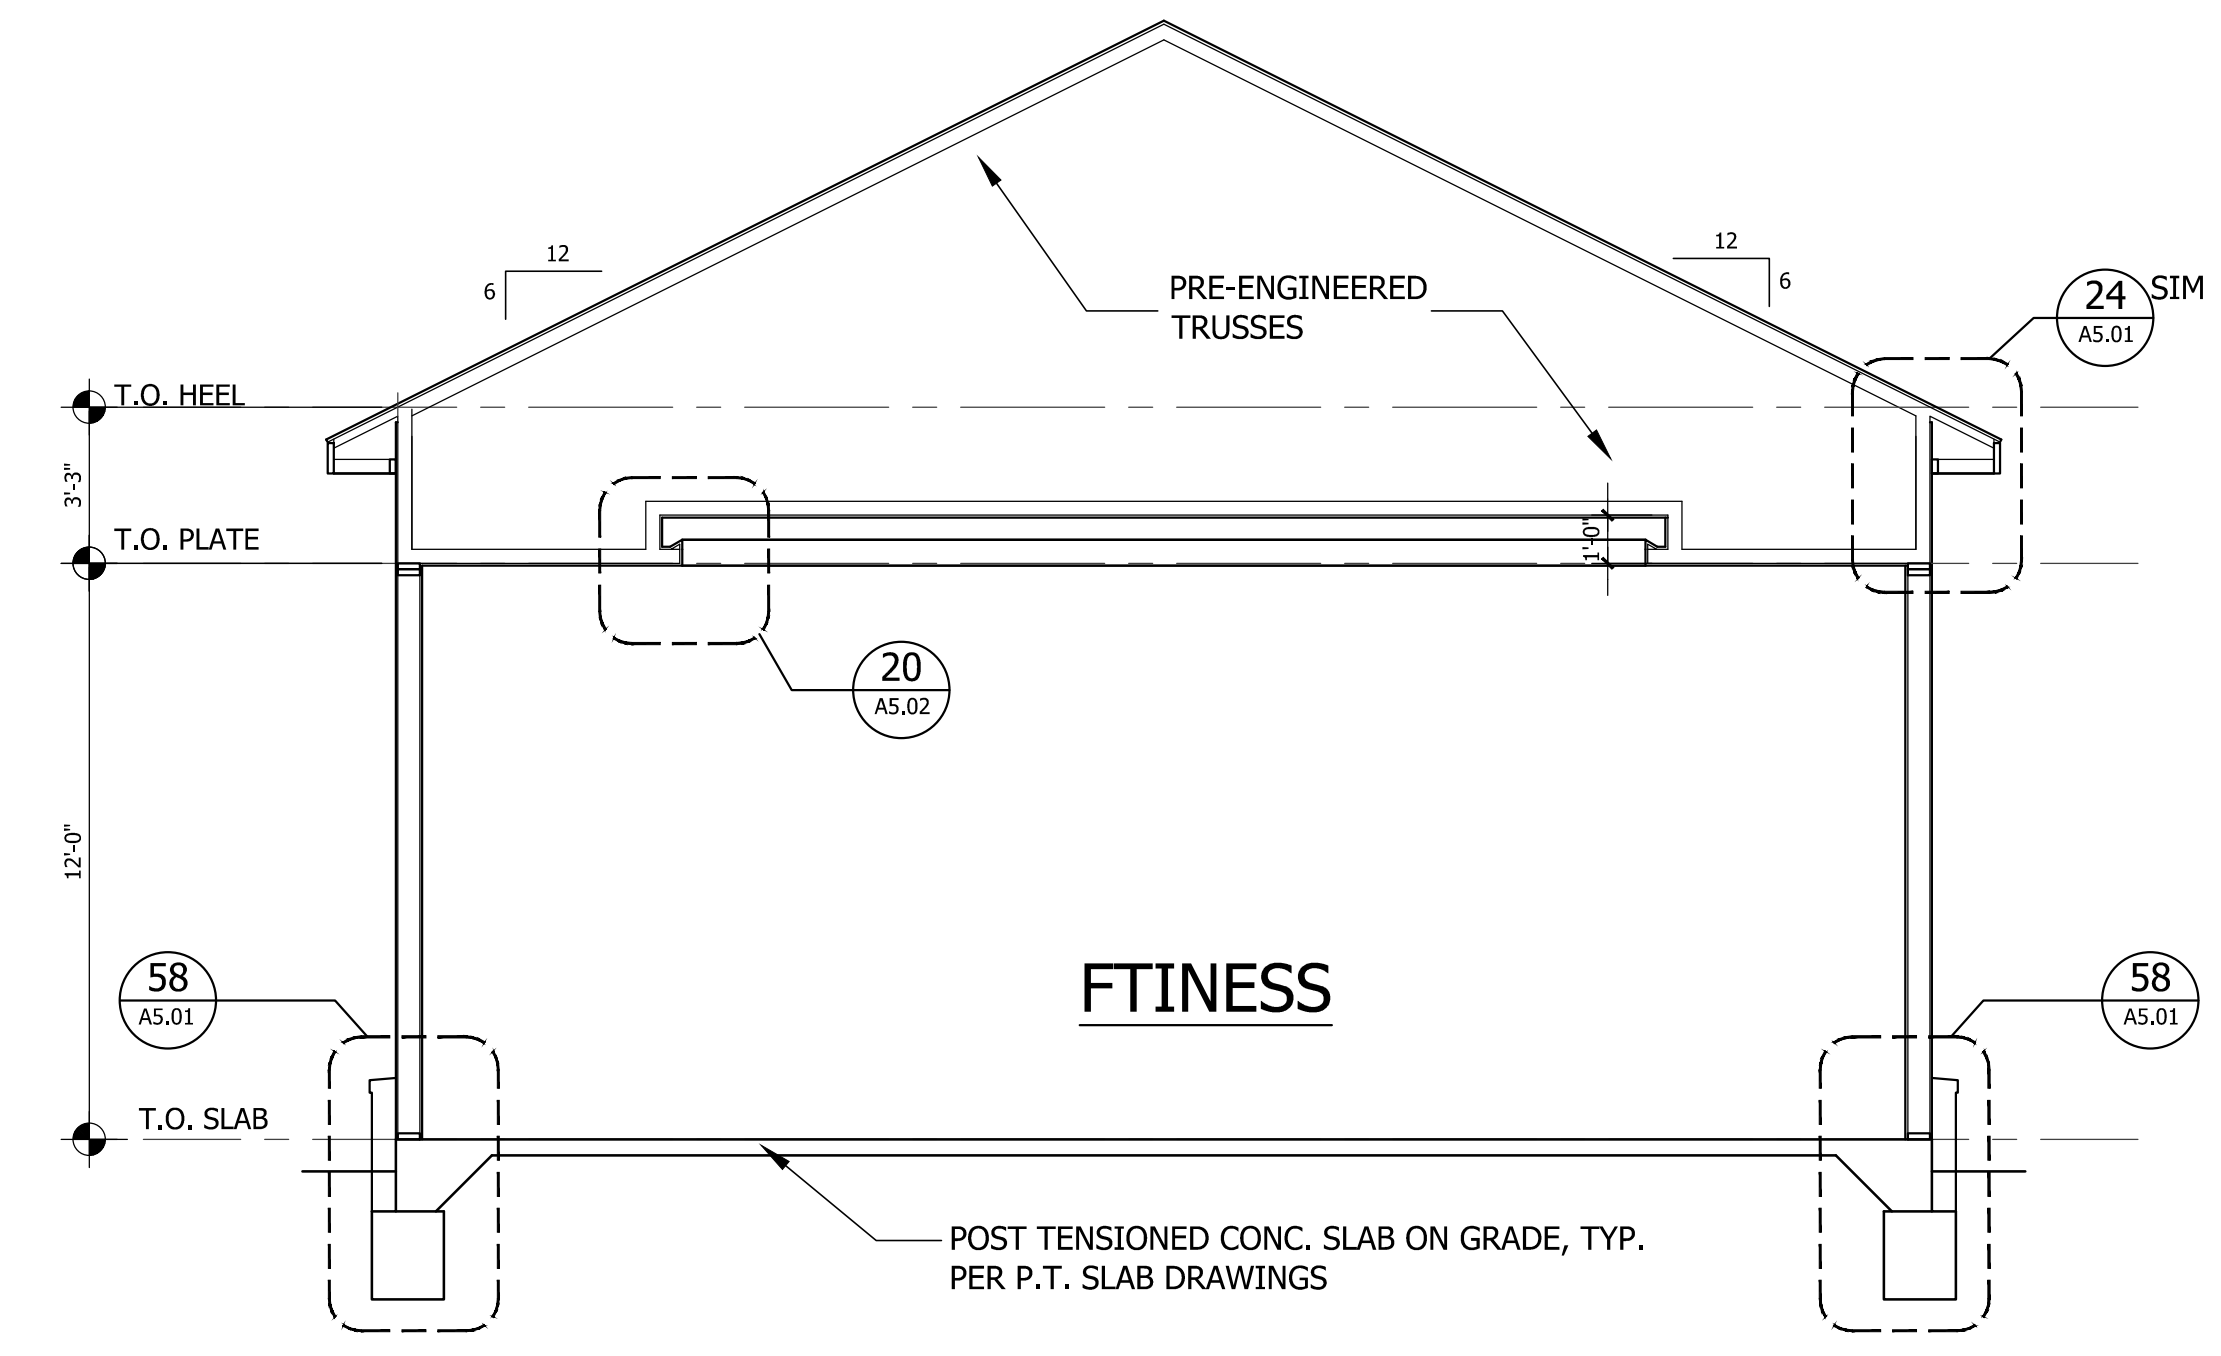 12
6
12
6
PRE-ENGINEERED
TRUSSES
24
SIM
A5.01
T.O. HEEL
3'-3"
T.O. PLATE
1'-0"
20
A5.02
12'-0"
58
A5.01
FTINESS
58
A5.01
T.O. SLAB
POST TENSIONED CONC. SLAB ON GRADE, TYP.
PER P.T. SLAB DRAWINGS